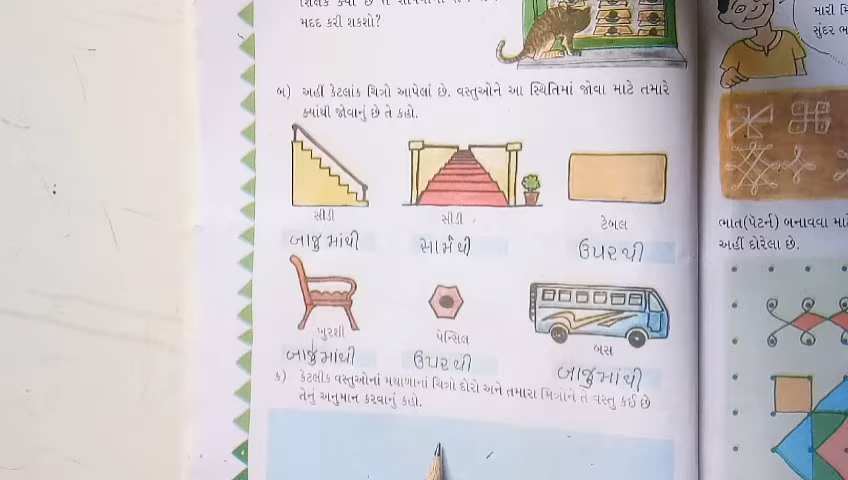 મદદ કરી શકશો?
બ) અહીં કેટલાંક ચિત્રો આપેલાં છે. વસ્તુઓને આ સ્થિતિમાં જોવા માટે તમારે
ક્યાંથી જોવાનું છે તે કહો.
સીડી સીડી ટેબલ
બાજુમાંથી સામેથી ઉપરથી
ખુરશી પેન્સિલ બસ
બાજુમાંથી ઉપરથી બાજુમાંથી
ક) કેટલીક વસ્તુઓનાં મથાળાનાં ચિત્રો દોરો અને તમારા મિત્રોને તે વસ્તુ કઈ છે
તેનું અનુમાન કરવાનું કહો.
મારી
સુંદર
ભાત(પૅટર્ન) બનાવવા
અહીં દોરેલા છે.